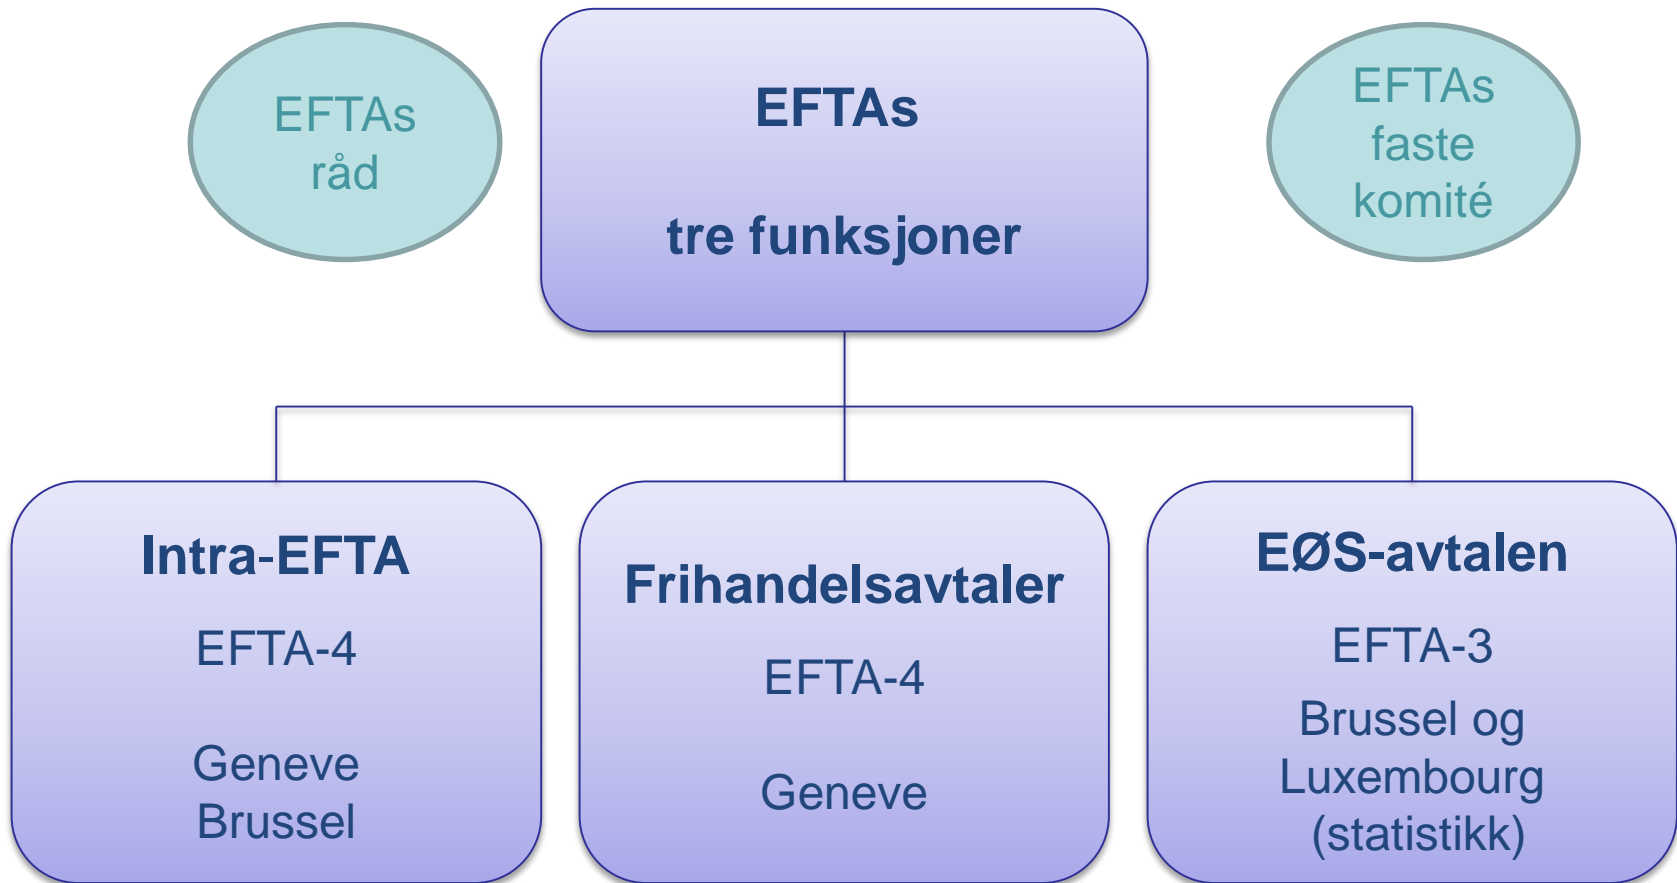 EFTAs
råd
EFTAs
tre funksjoner
EFTAs
faste
komité
Intra-EFTA
EFTA-4
Geneve
Brussel
Frihandelsavtaler
EFTA-4
Geneve
EØS-avtalen
EFTA-3
Brussel og
Luxembourg
(statistikk)